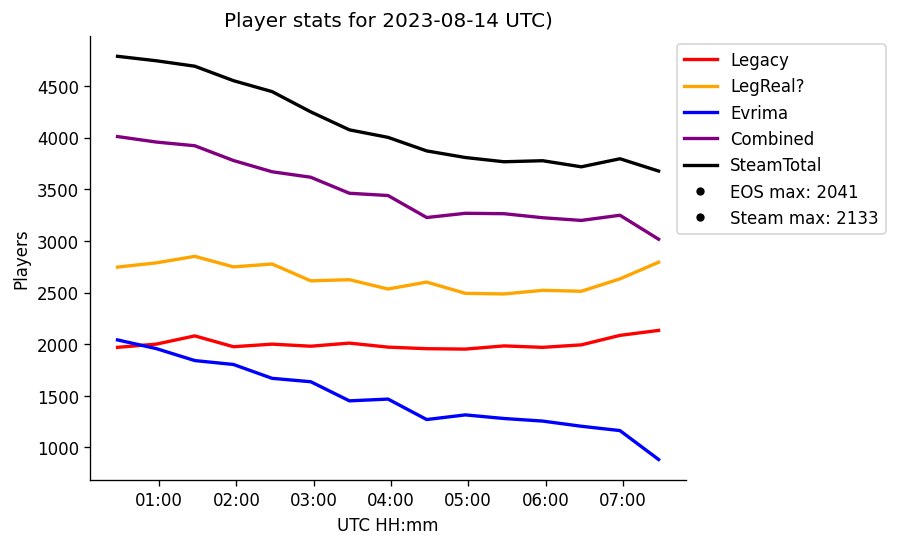 Player stats for 2023-08-14 UTC)
Legacy
LegReal?
Evrima
Combined
SteamTotal
EOS max: 2041
Steam max: 2133
Players
4500
4000
3500
3000
2500
2000
1500
1000
01:00 02:00 03:00 04:00 05:00 06:00 07:00
UTC HH:mm